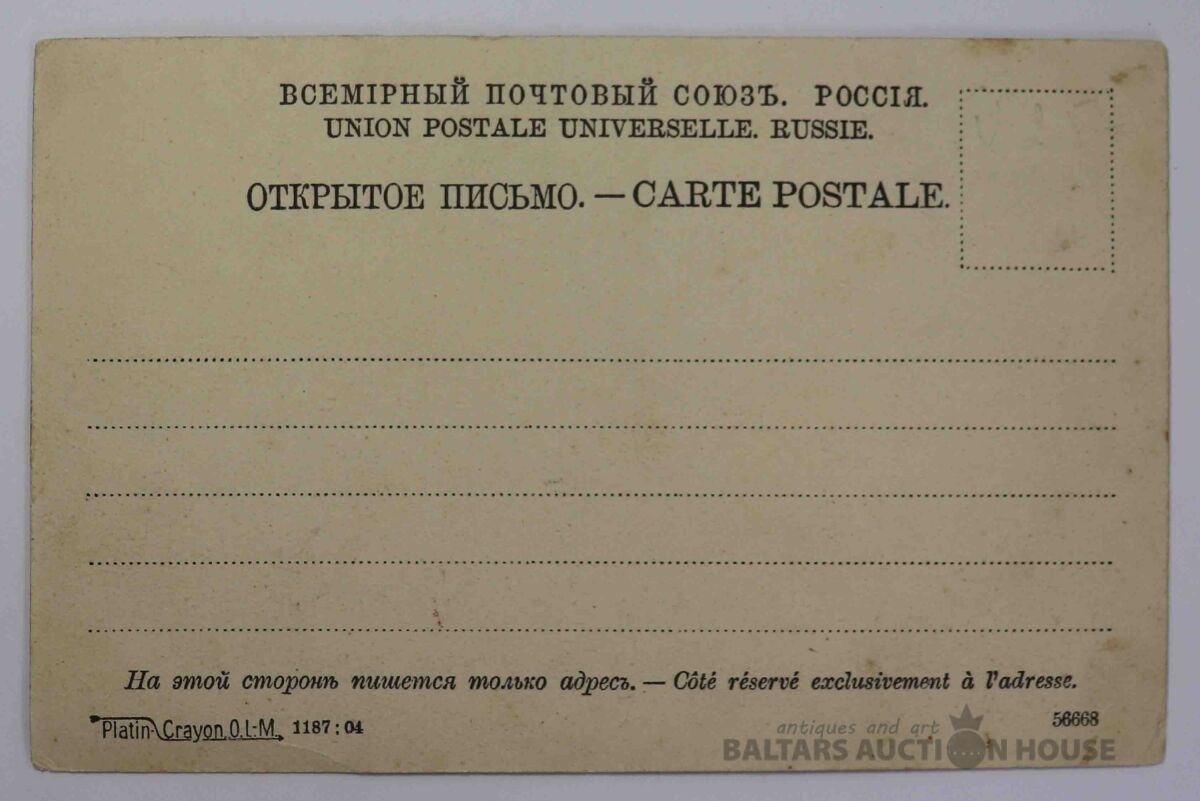 ВСЕМІРНЫЙ ПОЧТОВЫЙ СОЮЗЪ. РОССІЯ.
UNION POSTALE UNIVERSELLE. RUSSIE.
ОТКРЫТОЕ ПИСЬМО. — CARTE POSTALE.
На этой сторонѣ пишется только адресъ. — Côté réservé exclusivement à l'adresse.
Platin-Crayon O.L-M. 1187:04
56668
antiques and art
BALTARS AUCTION HOUSE